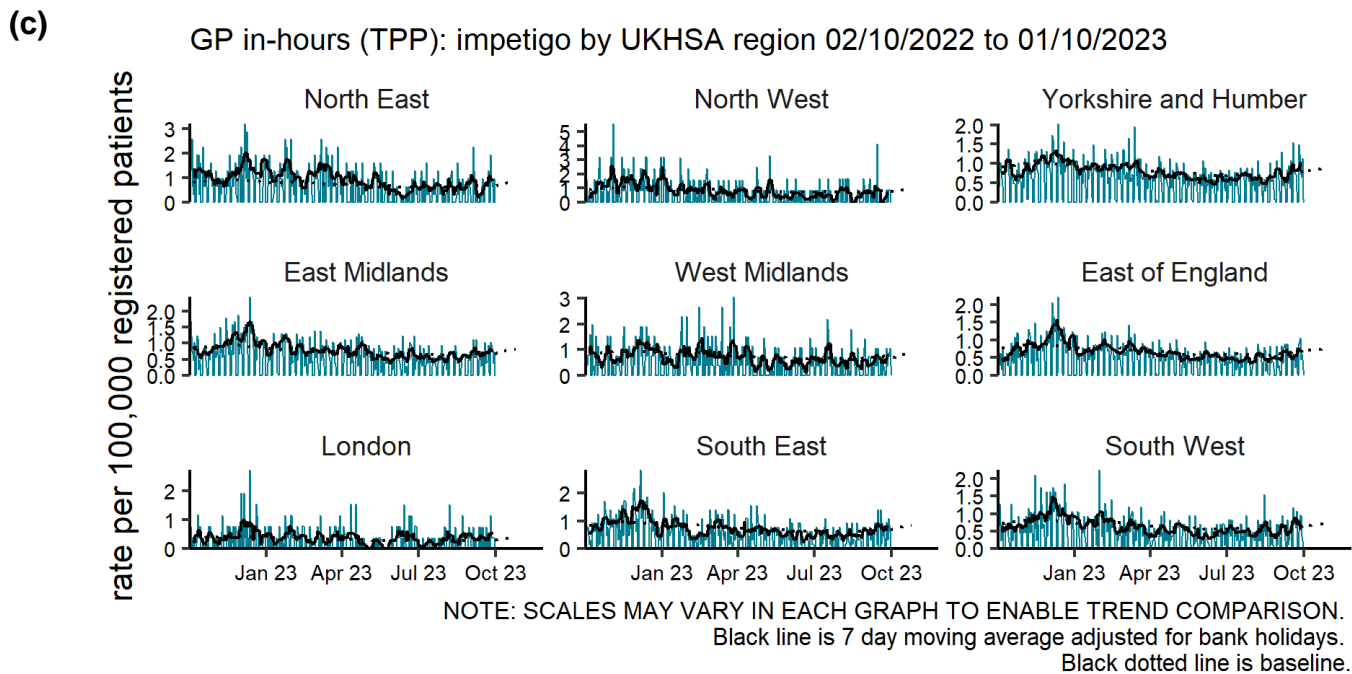 (c)
GP in-hours (TPP): impetigo by UKHSA region 02/10/2022 to 01/10/2023
rate per 100,000 registered patients
North East
3
2
1
0
North West
5
4
3
2
1
0
Yorkshire and Humber
2.0
1.5
1.0
0.5
0.0
East Midlands
2.0
1.5
1.0
0.5
0.0
West Midlands
3
2
1
0
East of England
2.0
1.5
1.0
0.5
0.0
London
2
1
0
Jan 23 Apr 23 Jul 23 Oct 23
South East
2
1
0
Jan 23 Apr 23 Jul 23 Oct 23
South West
2.0
1.5
1.0
0.5
0.0
Jan 23 Apr 23 Jul 23 Oct 23
NOTE: SCALES MAY VARY IN EACH GRAPH TO ENABLE TREND COMPARISON.
Black line is 7 day moving average adjusted for bank holidays.
Black dotted line is baseline.